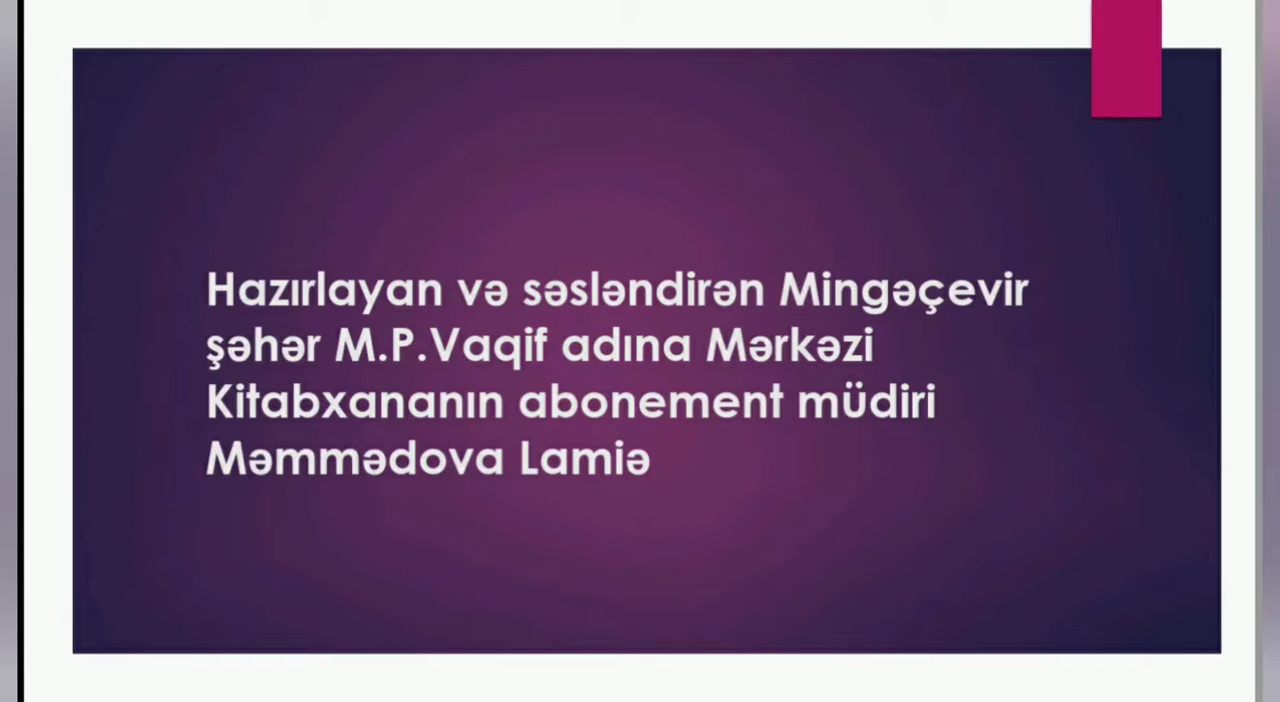 Hazırlayan və səsləndirən Mingəçevir
şəhər M.P.Vaqif adına Mərkəzi
Kitabxananın abonement müdiri
Məmmədova Lamiə